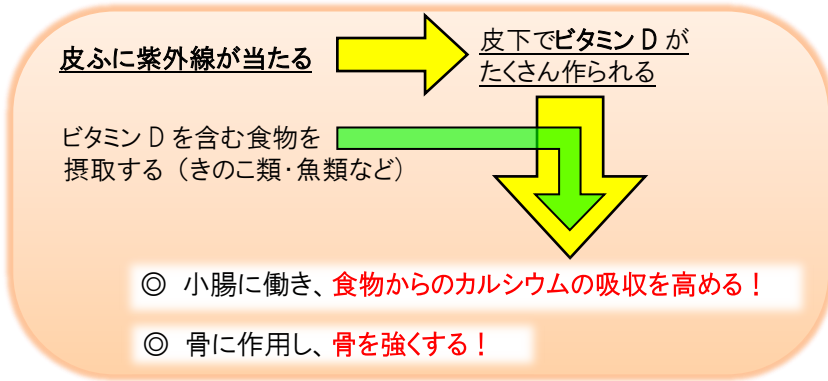 皮ふに紫外線が当たる
皮下でビタミン D が
たくさん作られる
ビタミン D を含む食物を
摂取する（きのこ類・魚類など）
◎ 小腸に働き、食物からのカルシウムの吸収を高める！
◎ 骨に作用し、骨を強くする！